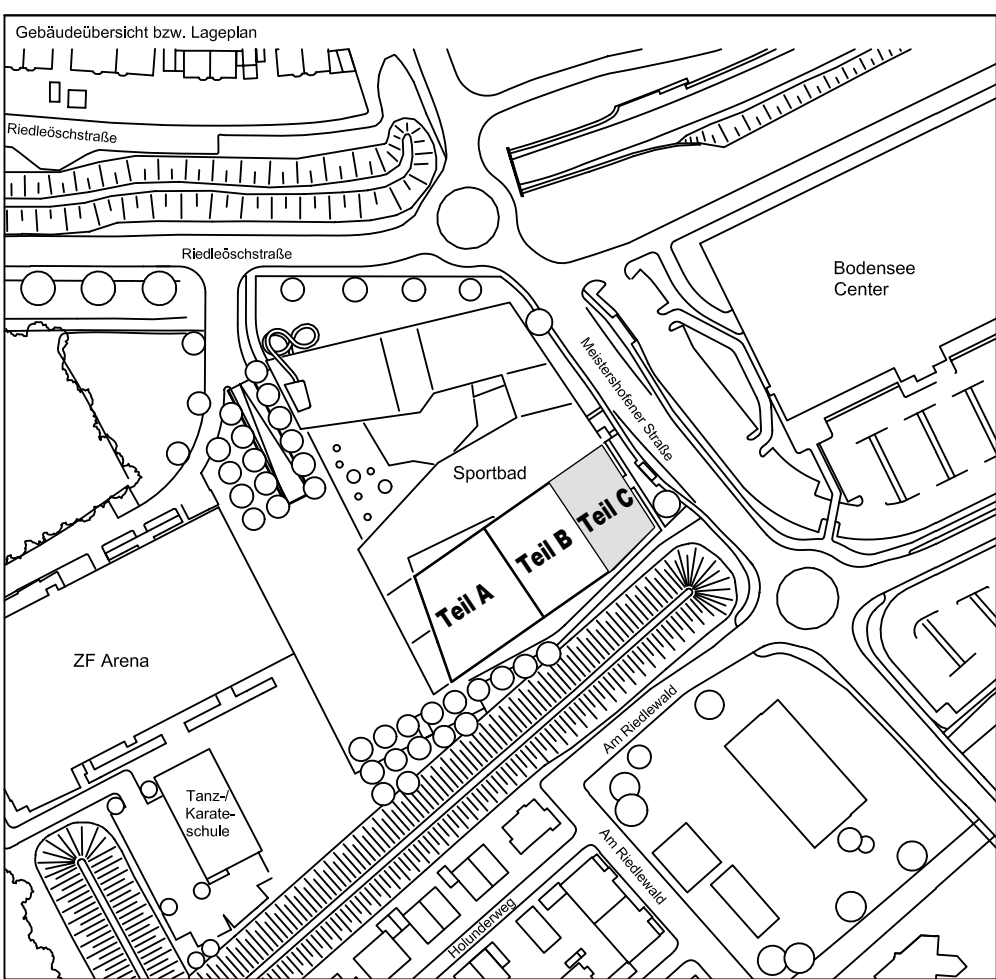 Gebäudeübersicht bzw. Lageplan
Riedleöschstraße
Riedleöschstraße
Bodensee
Center
Meistershofener Straße
Sportbad
Teil C
Teil B
Teil A
ZF Arena
Am Riedlewald
Tanz-/
Karate-
schule
Am Riedlewald
Holunderweg